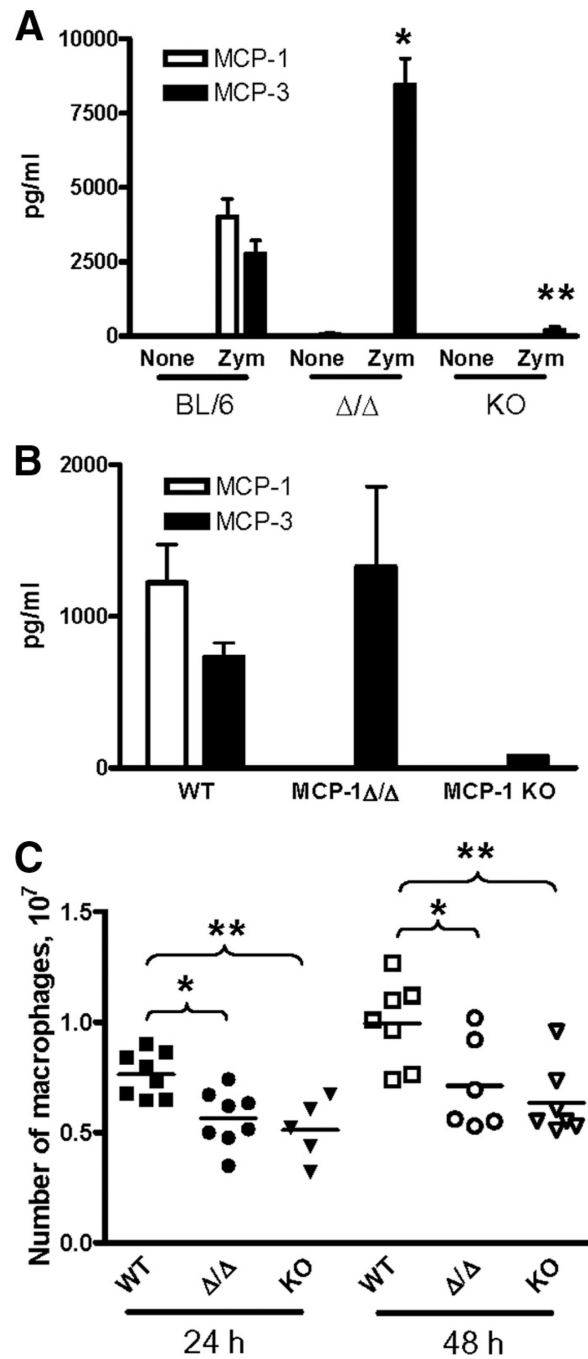 A
10000
7500
5000
2500
0
pg/ml
MCP-1
MCP-3
*
**
None Zym None Zym None Zym
BL/6 Δ/Δ KO
B
2000
1000
0
pg/ml
MCP-1
MCP-3
WT MCP-1Δ/Δ MCP-1 KO
C
Number of macrophages, 10⁷
1.5
1.0
0.5
0.0
*
**
*
**
WT Δ/Δ KO WT Δ/Δ KO
24 h 48 h